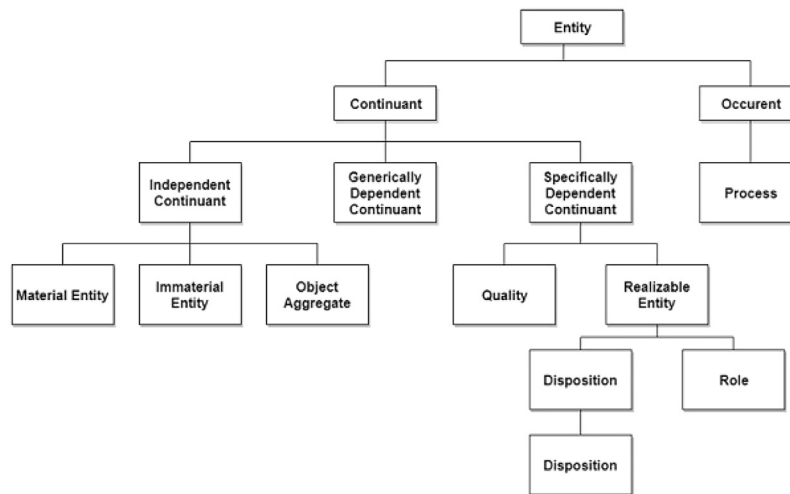 Entity
Continuant
Occurent
Independent
Continuant
Generically
Dependent
Continuant
Specifically
Dependent
Continuant
Process
Material Entity
Immaterial
Entity
Object
Aggregate
Quality
Realizable
Entity
Disposition
Role
Disposition